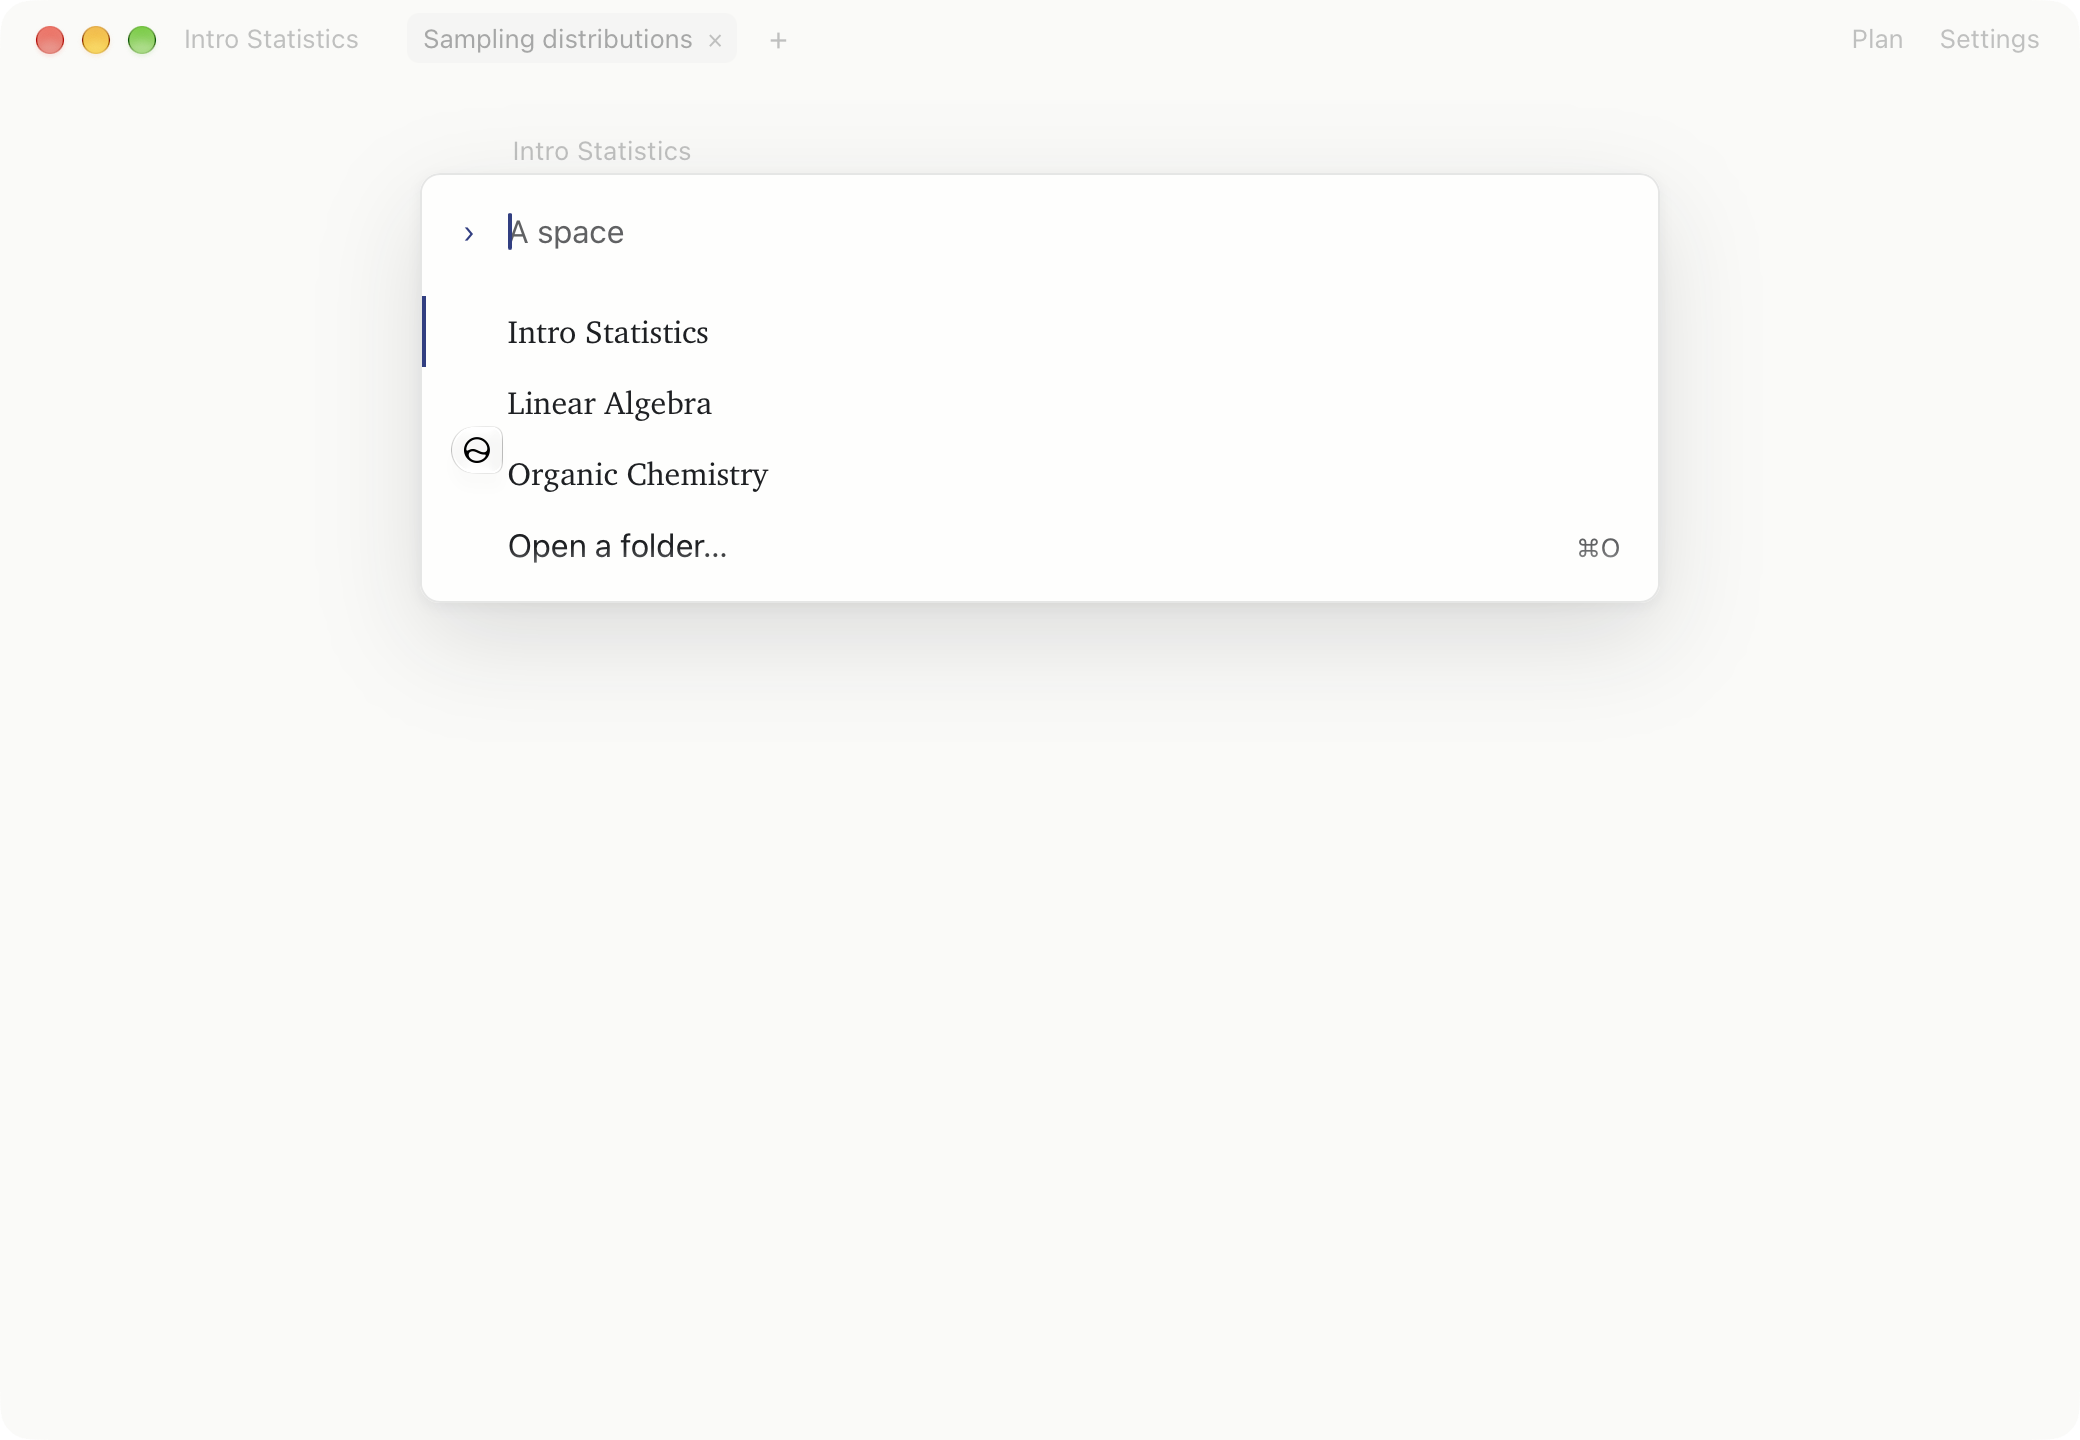 Intro Statistics
Sampling distributions × +
Plan Settings
Intro Statistics
› A space
Intro Statistics
Linear Algebra
Organic Chemistry
Open a folder... ⌘O